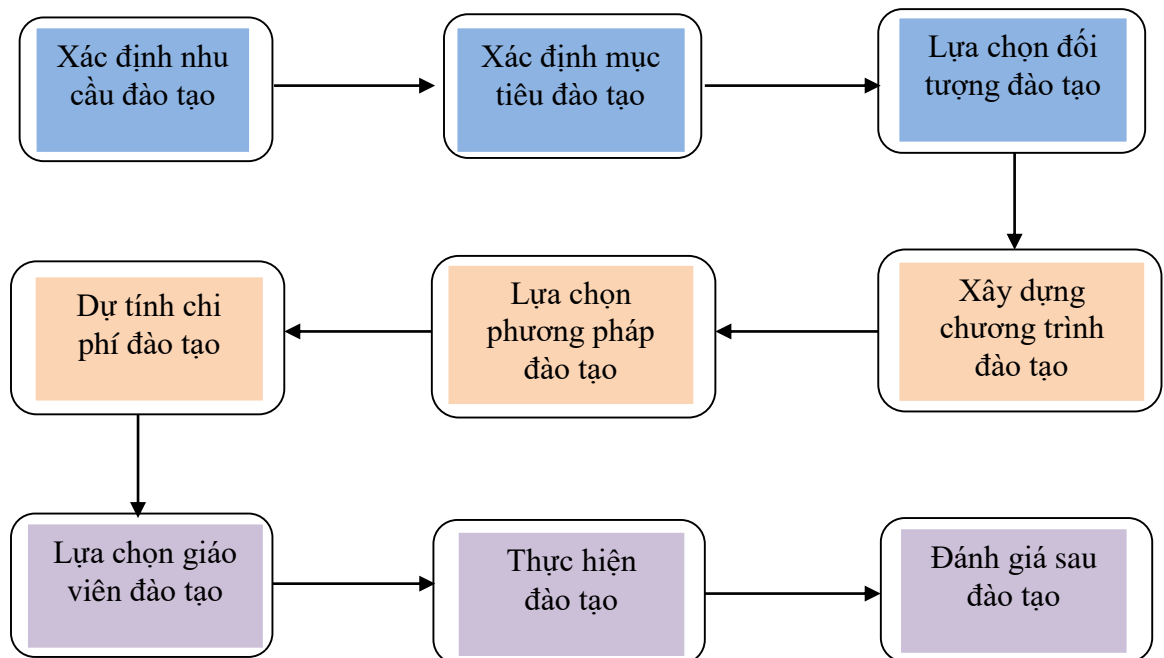 Xác định nhu
cầu đào tạo
Xác định mục
tiêu đào tạo
Lựa chọn đối
tượng đào tạo
Xây dựng
chương trình
đào tạo
Lựa chọn
phương pháp
đào tạo
Dự tính chi
phí đào tạo
Lựa chọn giáo
viên đào tạo
Thực hiện
đào tạo
Đánh giá sau
đào tạo